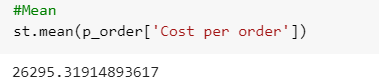 #Mean
st.mean(p_order['Cost per order'])
26295.31914893617